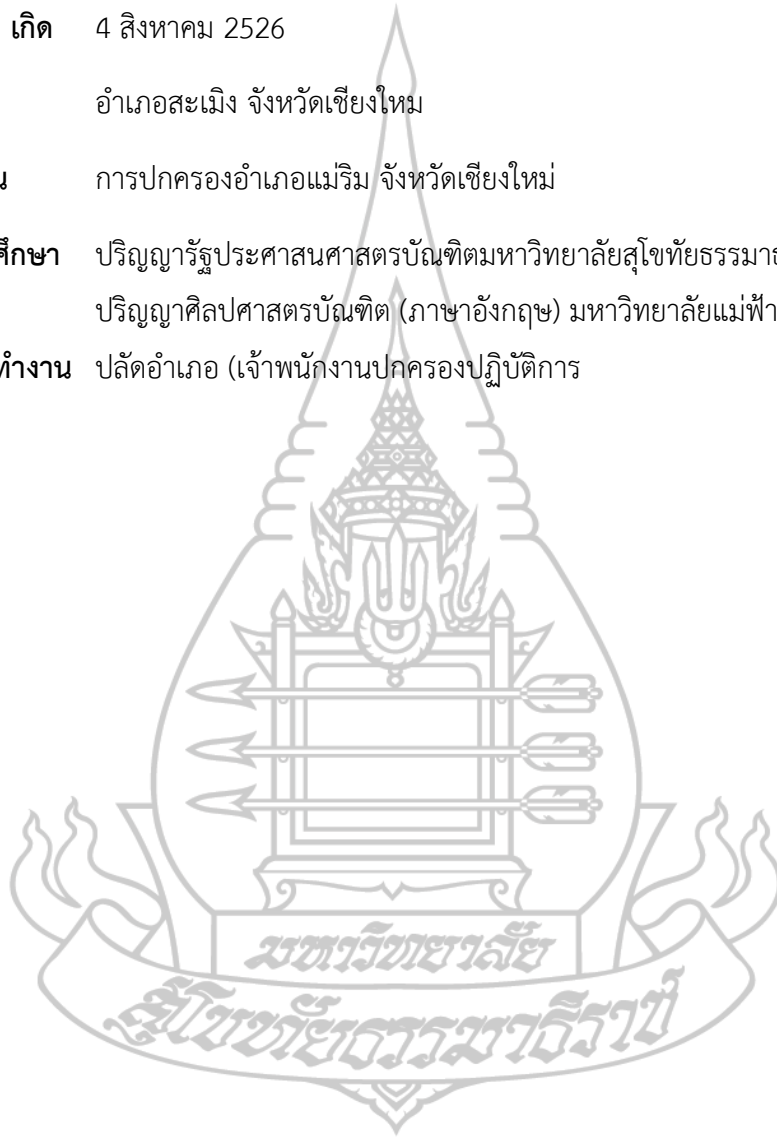 เกิด 4 สิงหาคม 2526
อำเภอสะเมิง จังหวัดเชียงใหม
น การปกครองอำเภอแม่ริม จังหวัดเชียงใหม่
ศึกษา ปริญญารัฐประศาสนศาสตรบัณฑิตมหาวิทยาลัยสุโขทัยธรรมาธ
ปริญญาศิลปศาสตรบัณฑิต (ภาษาอังกฤษ) มหาวิทยาลัยแม่ฟ้า
ทำงาน ปลัดอำเภอ (เจ้าพนักงานปกครองปฏิบัติการ
มหาวิทยาลัย
สุโขทัยธรรมาธิราช